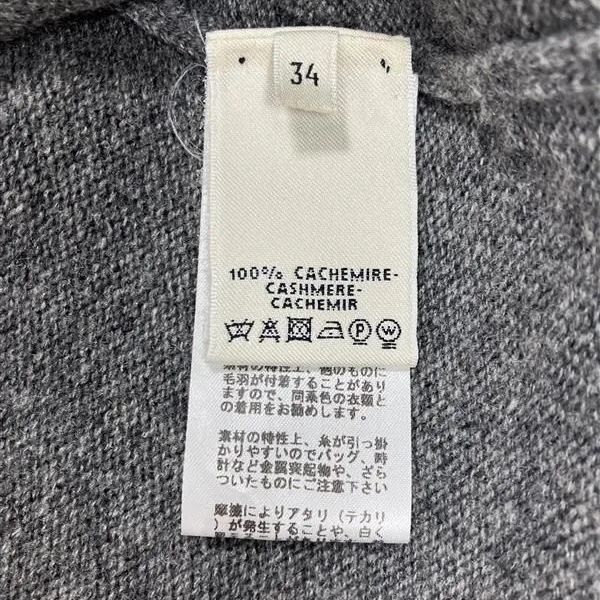 34
100% CACHEMIRE-
CASHMERE-
CACHEMIR
P W
素材の特性上、他のものに
毛羽が付着することがあり
ますので、同系色の衣類と
の着用をお勧めします。
素材の特性上、糸が引っ掛
かりやすいのでバッグ、時
計など金属突起物や、ざら
ついたものにご注意下さい
摩擦によりアタリ（テカリ
）が発生することや、白く